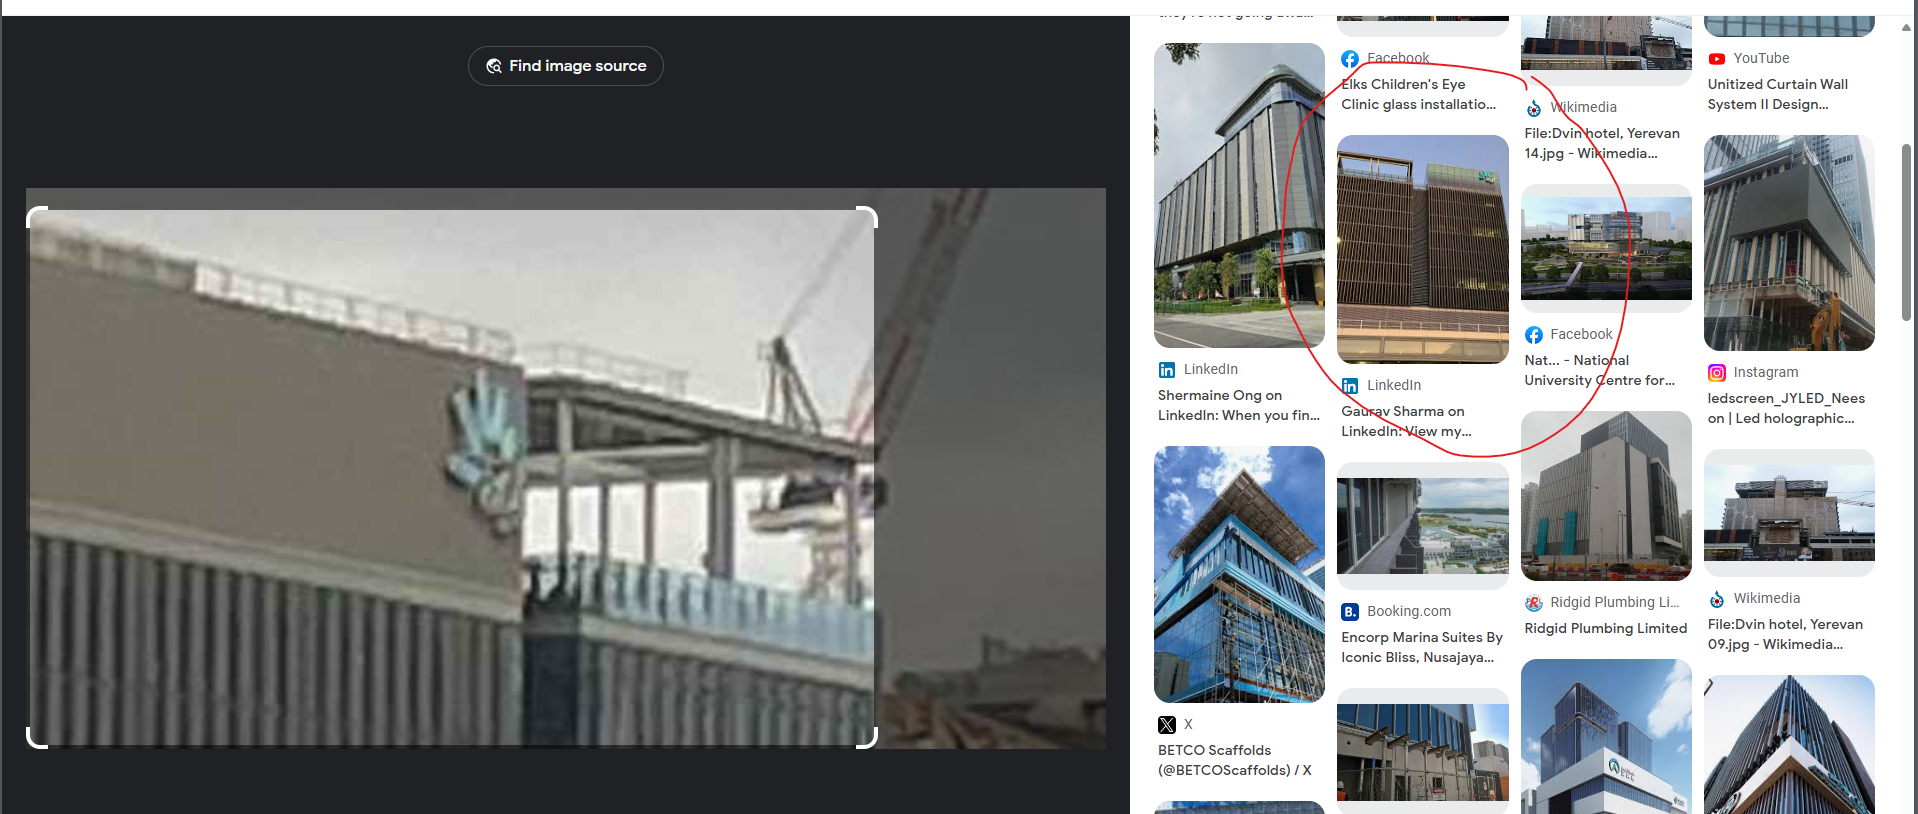 Find image source
LinkedIn
Shermaine Ong on
LinkedIn: When you fin...
X
BETCO Scaffolds
(@BETCOScaffolds) / X
Facebook
Elks Children's Eye
Clinic glass installatio...
LinkedIn
Gaurav Sharma on
LinkedIn: View my...
B.
Booking.com
Encorp Marina Suites By
Iconic Bliss, Nusajaya...
Wikimedia
File:Dvin hotel, Yerevan
14.jpg - Wikimedia...
Facebook
Nat... - National
University Centre for...
Ridgid Plumbing Li...
Ridgid Plumbing Limited
YouTube
Unitized Curtain Wall
System II Design...
Instagram
ledscreen_JYLED_Nees
on | Led holographic...
Wikimedia
File:Dvin hotel, Yerevan
09.jpg - Wikimedia...